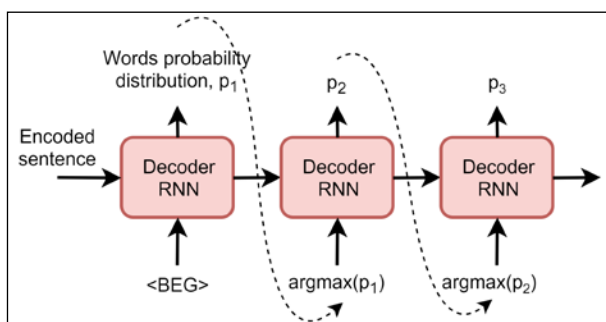 Words probability
distribution, p₁
p₂
p₃
Encoded
sentence
Decoder
RNN
Decoder
RNN
Decoder
RNN
<BEG>
argmax(p₁)
argmax(p₂)